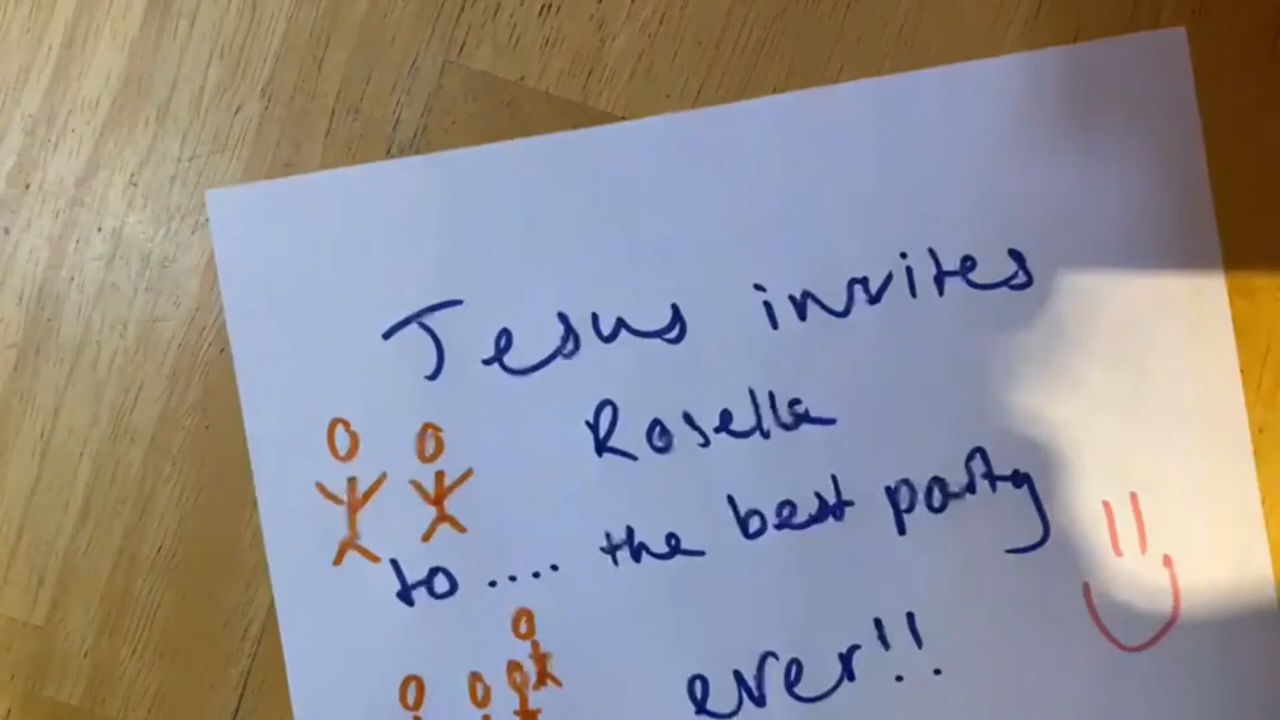 Jesus invites
Rosella
to .... the best party
ever!!